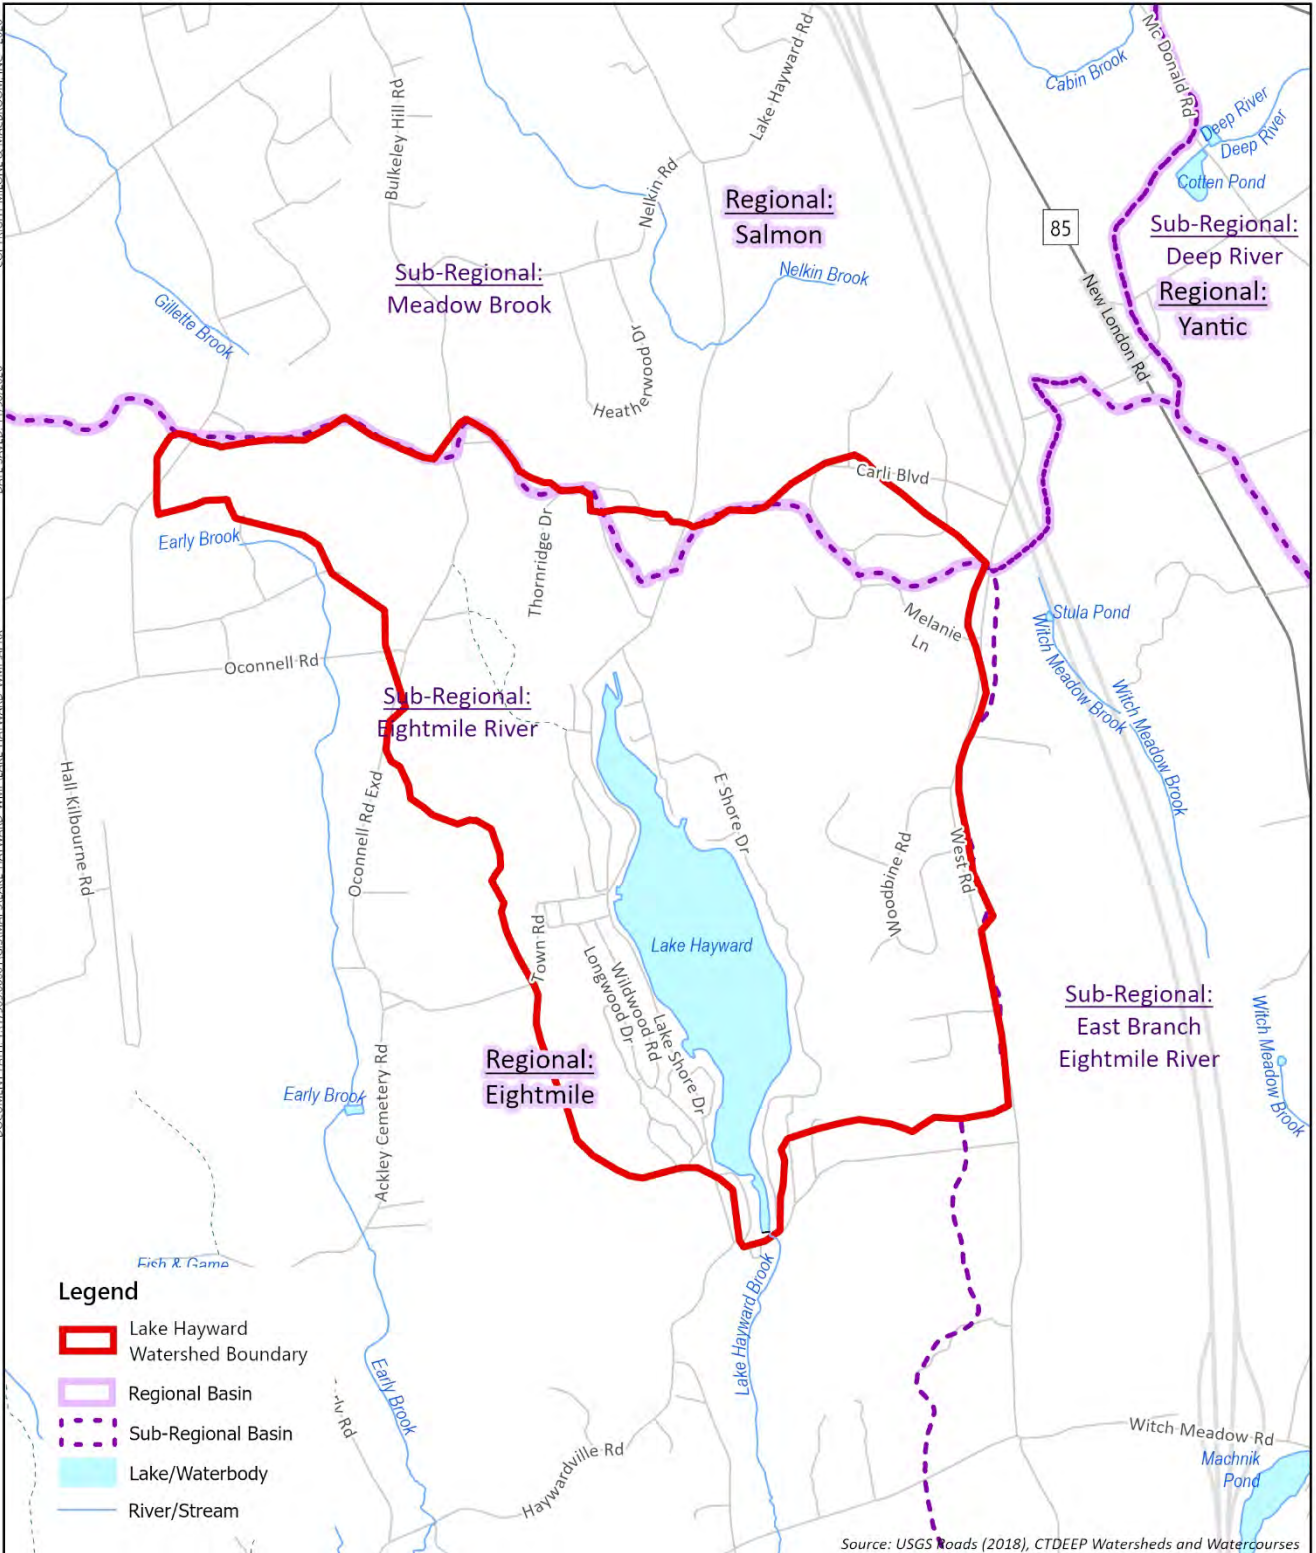 Mc Donald Rd
Cabin Brook
Deep River
Deep River
Cotten Pond
Lake Hayward Rd
Bulkeley Hill Rd
Nelkin Rd
Regional:
Salmon
85
Sub-Regional:
Deep River
Regional:
Yantic
Sub-Regional:
Meadow Brook
Nelkin Brook
New London Rd
Gillette Brook
Heatherwood Dr
Carli Blvd
Early Brook
Thornridge Dr
Melanie
Ln
Stula Pond
Witch Meadow Brook
Witch Meadow Brook
Oconnell Rd
Sub-Regional:
Eightmile River
Hall Kilbourne Rd
Oconnell Rd Exd
E Shore Dr
Woodbine Rd
West Rd
Town Rd
Lake Hayward
Longwood Dr
Wildwood Rd
Lake Shore Dr
Sub-Regional:
East Branch
Eightmile River
Witch Meadow Brook
Regional:
Eightmile
Early Brook
Ackley Cemetery Rd
Fish & Game
Lake Hayward Brook
Legend
Lake Hayward
Watershed Boundary
Regional Basin
Sub-Regional Basin
Lake/Waterbody
River/Stream
Early Brook
Haywardville Rd
Witch Meadow Rd
Machnik
Pond
Source: USGS Roads (2018), CTDEEP Watersheds and Watercourses